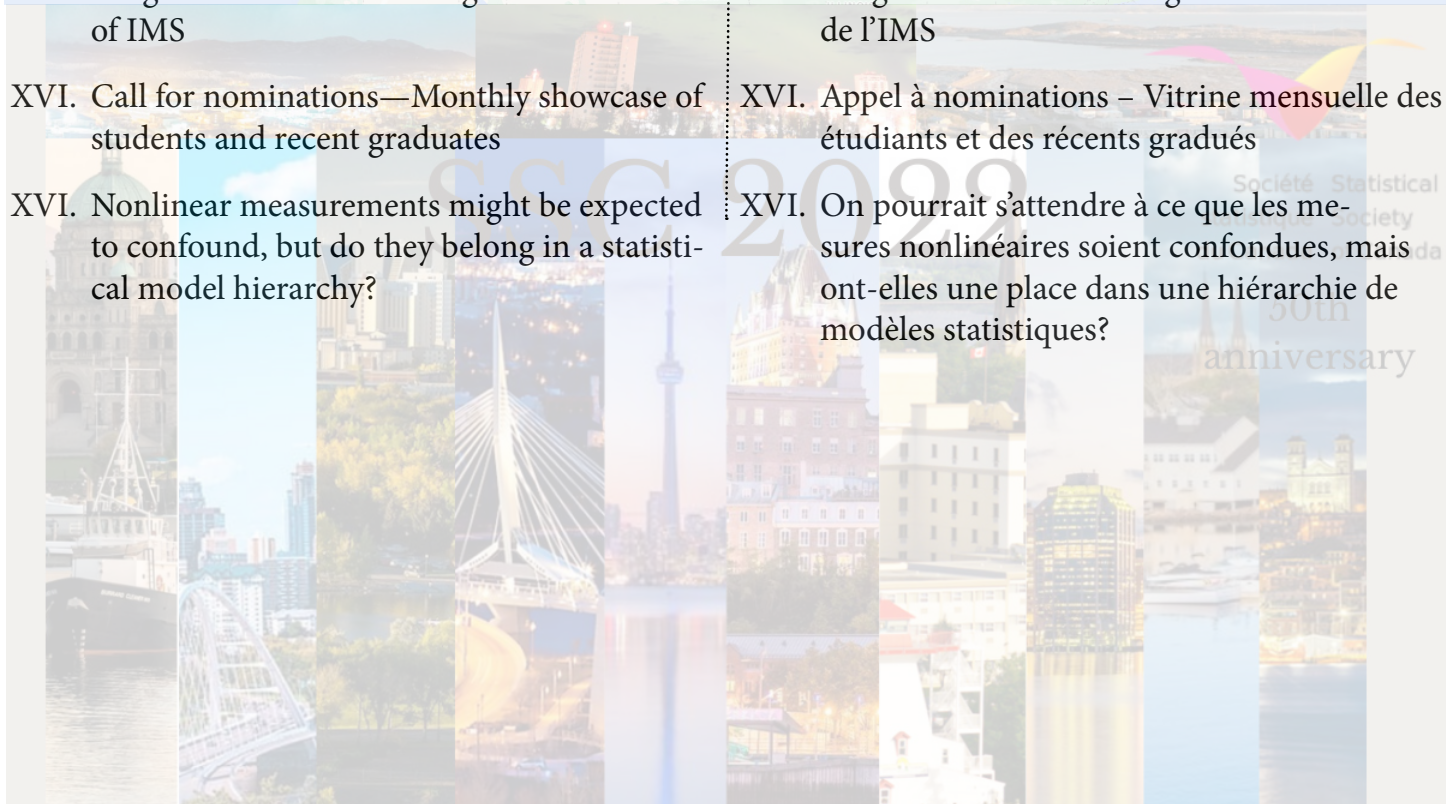 of IMS
XVI. Call for nominations—Monthly showcase of
students and recent graduates
XVI. Nonlinear measurements might be expected
to confound, but do they belong in a statisti-
cal model hierarchy?
de l’IMS
XVI. Appel à nominations – Vitrine mensuelle des
étudiants et des récents gradués
XVI. On pourrait s’attendre à ce que les me-
sures nonlinéaires soient confondues, mais
ont-elles une place dans une hiérarchie de
modèles statistiques?
SSC 2022
Société Statistical
Society
50th
anniversary